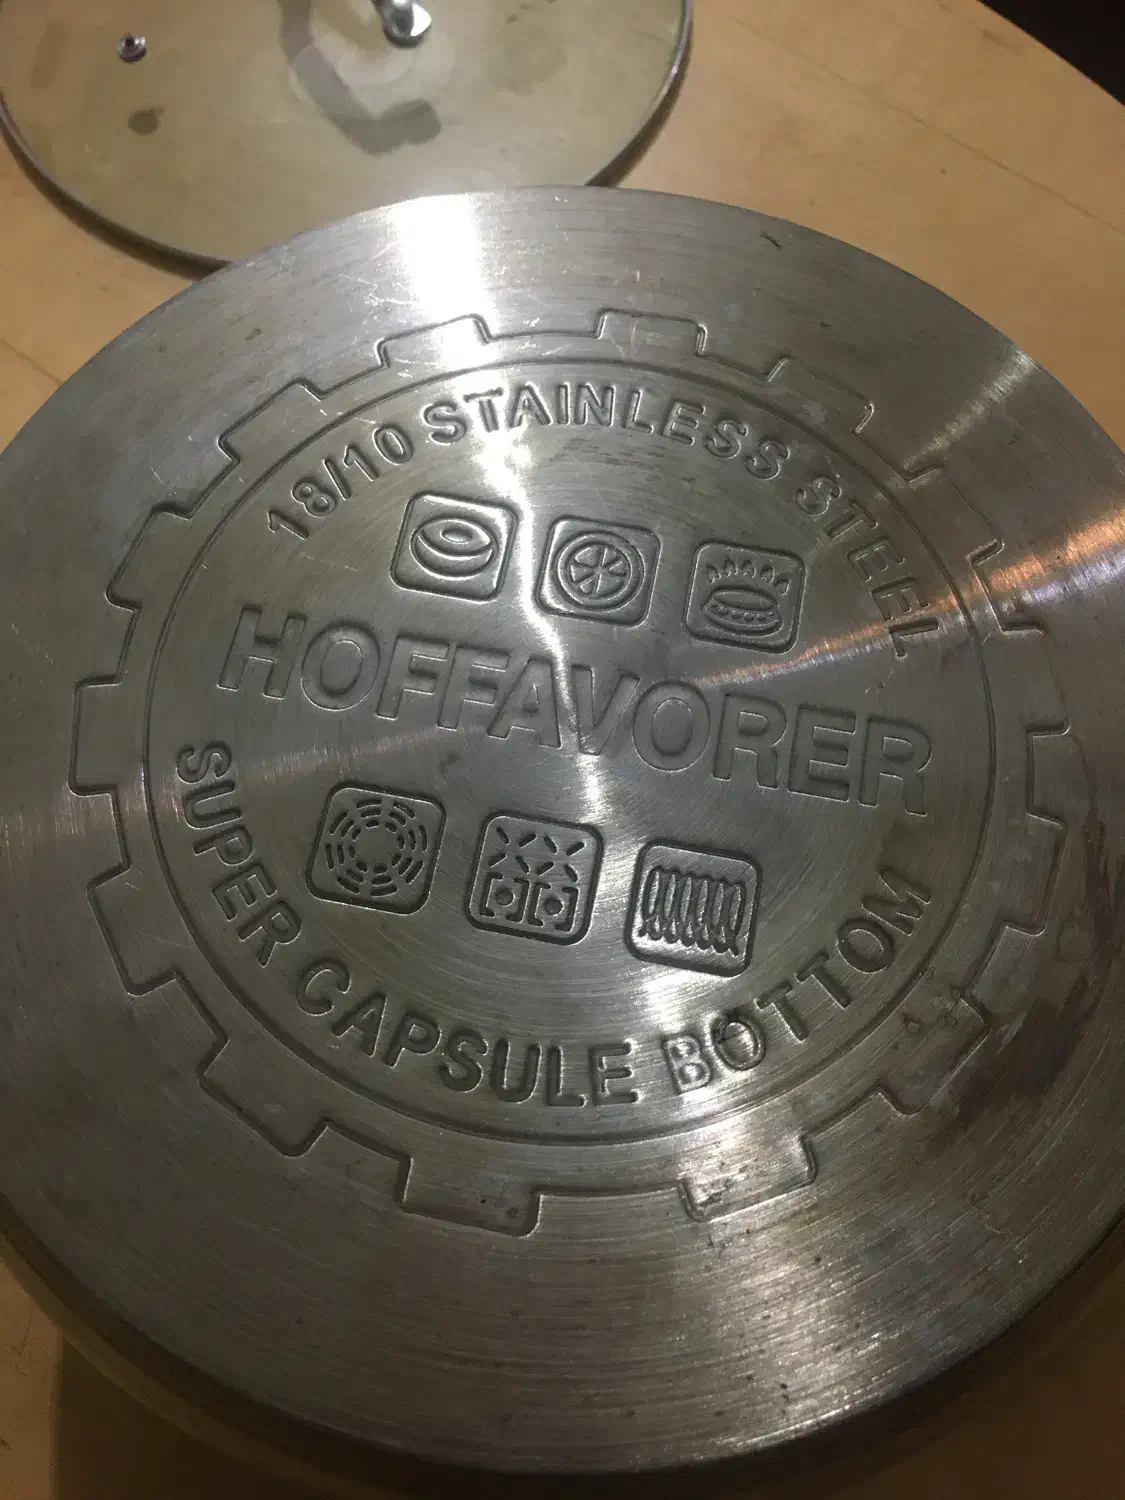 18/10 STAINLESS STEEL
HOFFAVORER
SUPER CAPSULE BOTTOM